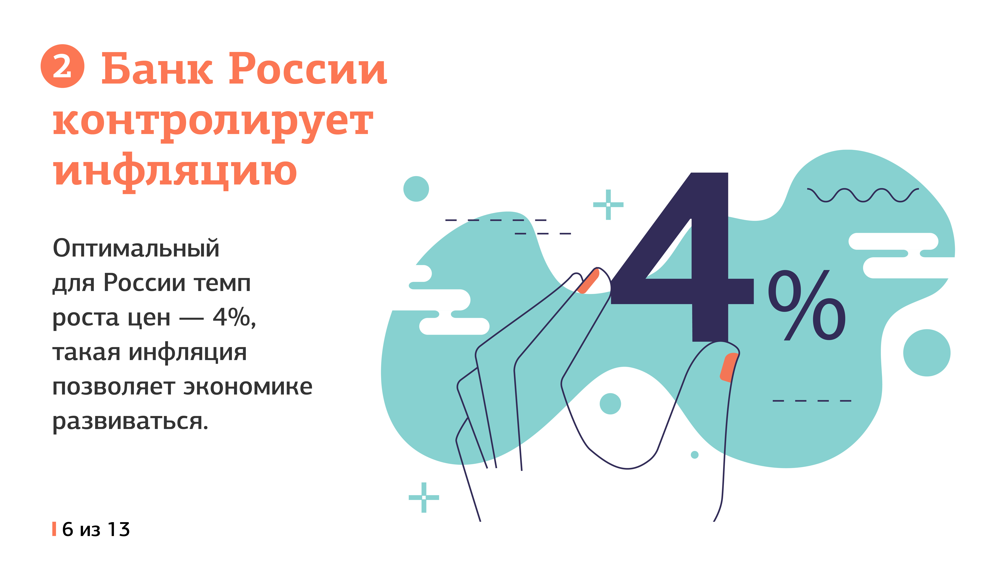 2 Банк России
контролирует
инфляцию
Оптимальный
для России темп
роста цен — 4%,
такая инфляция
позволяет экономике
развиваться.
4%
6 из 13